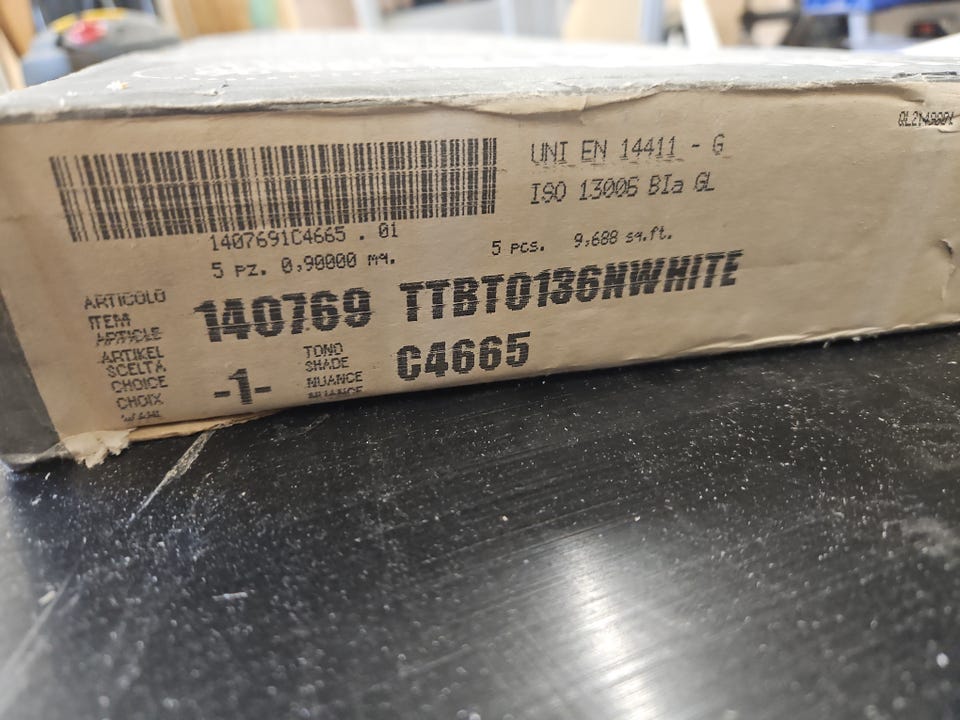 UNI EN 14411 - G
ISO 13006 BIa GL
1407691C4665 . 01
5 PZ. 0,90000 mq.
5 pcs. 9,688 sq.ft.
ARTICOLO
ITEM
ARTICLE
ARTIKEL
140769 TTBT0136NWHITE
SCELTA
CHOICE
CHOIX
-1-
TONO
SHADE
NUANCE
NUANCE
C4665